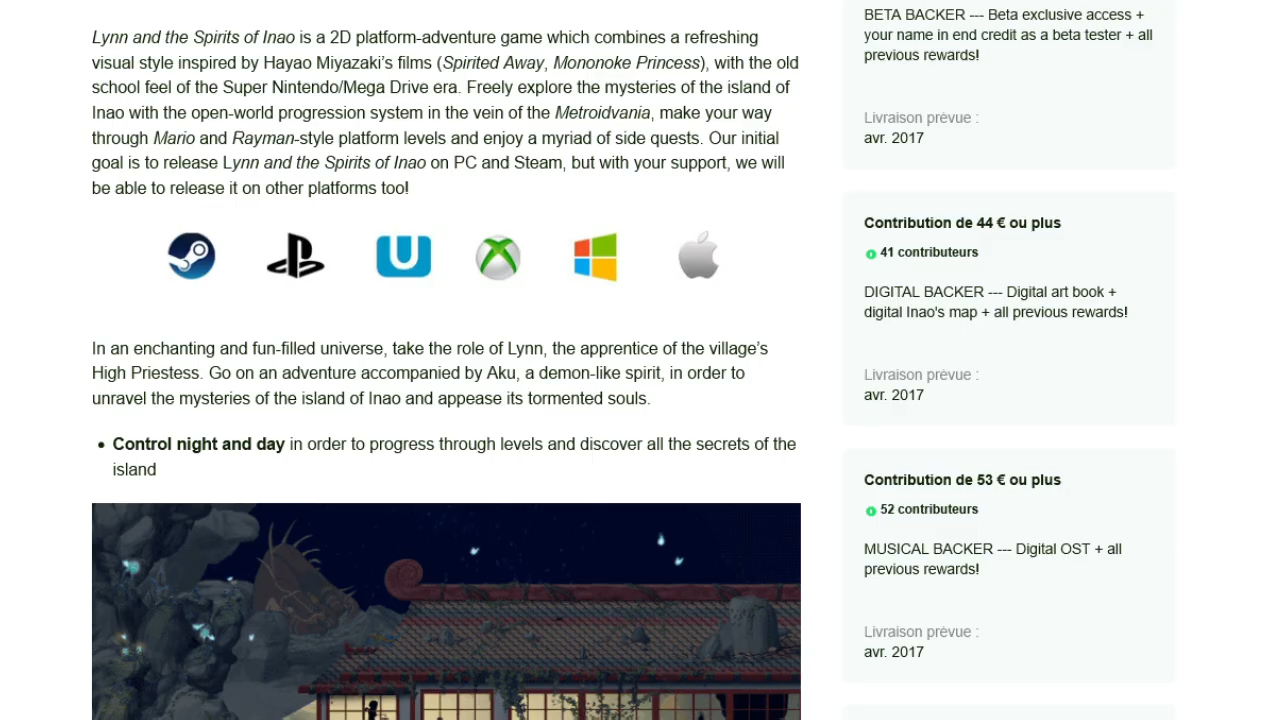 Lynn and the Spirits of Inao is a 2D platform-adventure game which combines a refreshing
visual style inspired by Hayao Miyazaki's films (Spirited Away, Mononoke Princess), with the old
school feel of the Super Nintendo/Mega Drive era. Freely explore the mysteries of the island of
Inao with the open-world progression system in the vein of the Metroidvania, make your way
through Mario and Rayman-style platform levels and enjoy a myriad of side quests. Our initial
goal is to release Lynn and the Spirits of Inao on PC and Steam, but with your support, we will
be able to release it on other platforms too!
In an enchanting and fun-filled universe, take the role of Lynn, the apprentice of the village's
High Priestess. Go on an adventure accompanied by Aku, a demon-like spirit, in order to
unravel the mysteries of the island of Inao and appease its tormented souls.
• Control night and day in order to progress through levels and discover all the secrets of the
island
BETA BACKER --- Beta exclusive access +
your name in end credit as a beta tester + all
previous rewards!
Livraison prévue :
avr. 2017
Contribution de 44 € ou plus
41 contributeurs
DIGITAL BACKER --- Digital art book +
digital Inao's map + all previous rewards!
Livraison prévue :
avr. 2017
Contribution de 53 € ou plus
52 contributeurs
MUSICAL BACKER --- Digital OST + all
previous rewards!
Livraison prévue :
avr. 2017